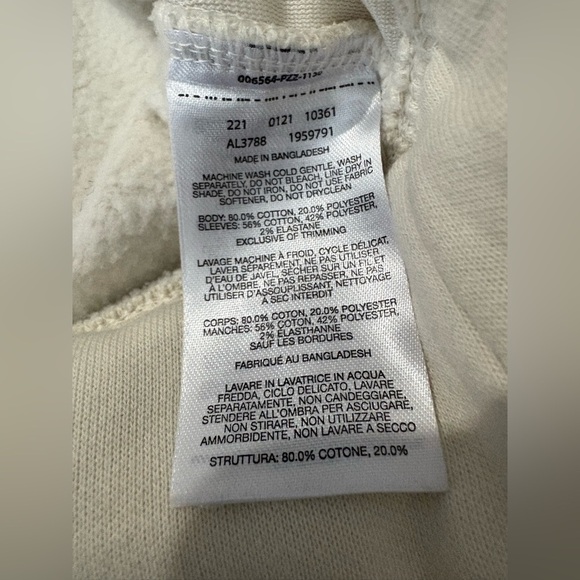 006564-PZ2-113
221 0121 10361
AL3788 1959791
MADE IN BANGLADESH
MACHINE WASH COLD GENTLE, WASH
SEPARATELY, DO NOT BLEACH, LINE DRY IN
SHADE, DO NOT IRON, DO NOT USE FABRIC
SOFTENER, DO NOT DRYCLEAN
BODY: 80.0% COTTON, 20.0% POLYESTER
SLEEVES: 56% COTTON, 42% POLYESTER,
2% ELASTANE
EXCLUSIVE OF TRIMMING
LAVAGE MACHINE À FROID, CYCLE DÉLICAT,
LAVER SÉPAREMENT, NE PAS UTILISER
D'EAU DE JAVEL, SÉCHER SUR UN FIL ET
À L'OMBRE, NE PAS REPASSER, NE PAS
UTILISER D'ASSOUPLISSANT, NETTOYAGE
A SEC INTERDIT
CORPS: 80.0% COTON, 20.0% POLYESTER
MANCHES: 56% COTON, 42% POLYESTER,
2% ELASTHANNE
SAUF LES BORDURES
FABRIQUÉ AU BANGLADESH
LAVARE IN LAVATRICE IN ACQUA
FREDDA, CICLO DELICATO, LAVARE
SEPARATAMENTE, NON CANDEGGIARE,
STENDERE ALL'OMBRA PER ASCIUGARE,
NON STIRARE, NON UTILIZZARE
AMMORBIDENTE, NON LAVARE A SECCO
STRUTTURA: 80.0% COTONE, 20.0%